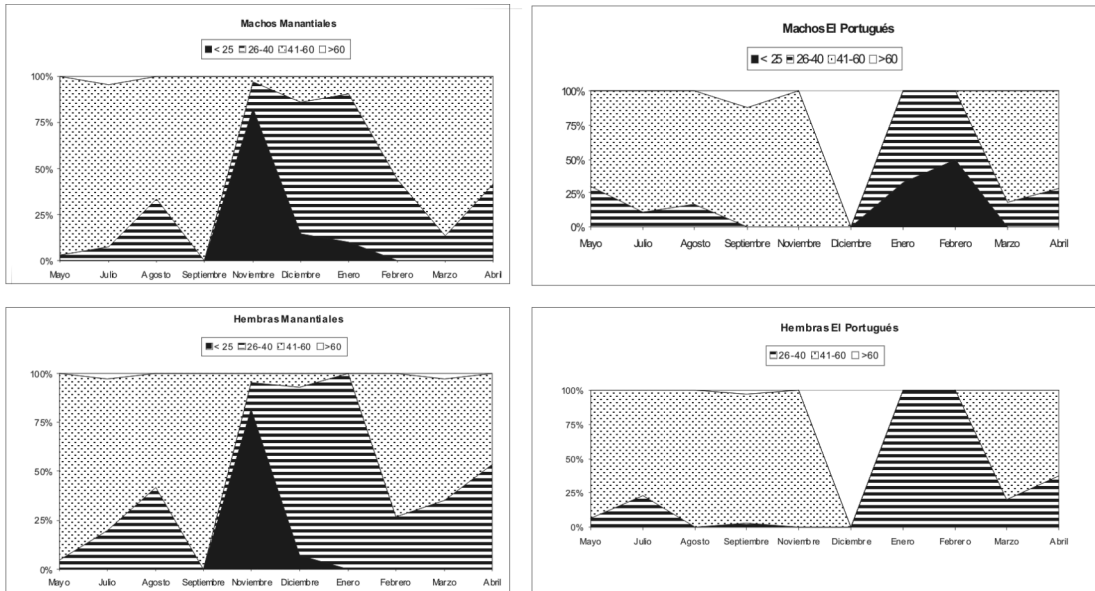 Machos Manantiales
< 25 26-40 41-60 >60
100%
75%
50%
25%
0%
Mayo Julio Agosto Septiembre Noviembre Diciembre Enero Febrero Marzo Abril
Machos El Portugués
< 25 26-40 41-60 >60
100%
75%
50%
25%
0%
Mayo Julio Agosto Septiembre Noviembre Diciembre Enero Febrero Marzo Abril
Hembras Manantiales
< 25 26-40 41-60 >60
100%
75%
50%
25%
0%
Mayo Julio Agosto Septiembre Noviembre Diciembre Enero Febrero Marzo Abril
Hembras El Portugués
26-40 41-60 >60
100%
75%
50%
25%
0%
Mayo Julio Agosto Septiembre Noviembre Diciembre Enero Febrero Marzo Abril